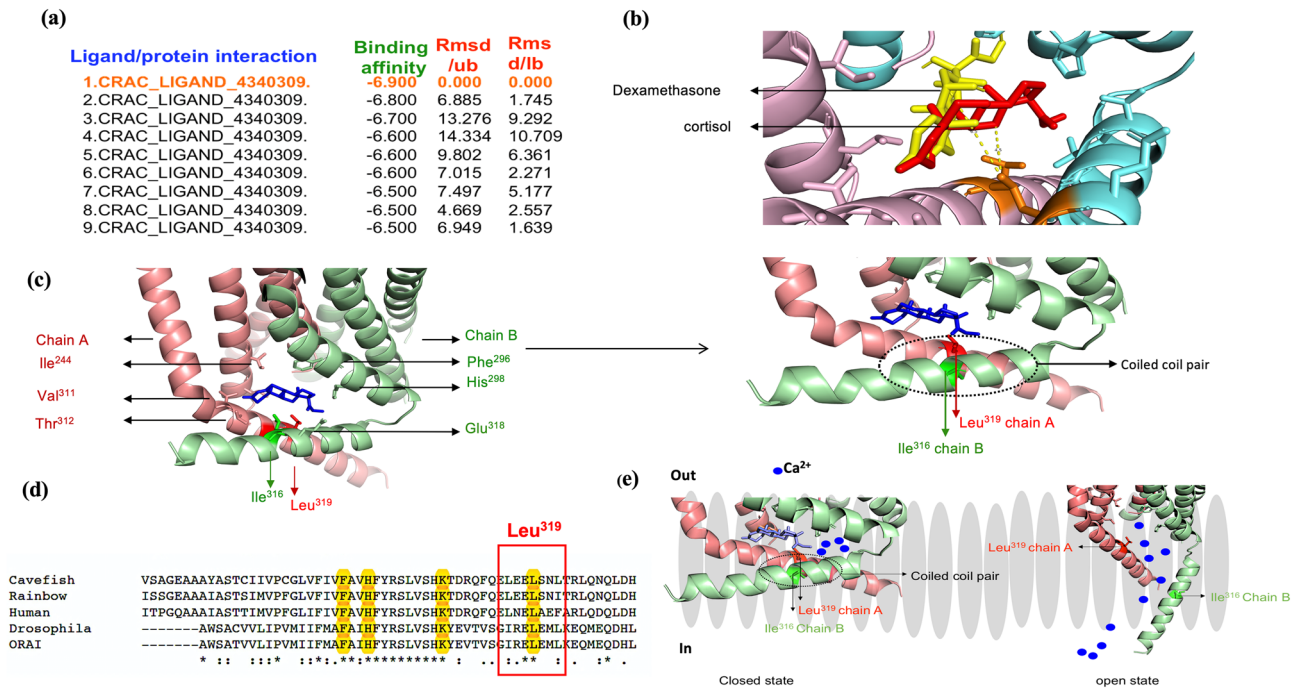 (a)
Ligand/protein interaction Binding affinity Rmsd /ub Rms d/lb
1.CRAC_LIGAND_4340309. -6.900 0.000 0.000
2.CRAC_LIGAND_4340309. -6.800 6.885 1.745
3.CRAC_LIGAND_4340309. -6.700 13.276 9.292
4.CRAC_LIGAND_4340309. -6.600 14.334 10.709
5.CRAC_LIGAND_4340309. -6.600 9.802 6.361
6.CRAC_LIGAND_4340309. -6.600 7.015 2.271
7.CRAC_LIGAND_4340309. -6.500 7.497 5.177
8.CRAC_LIGAND_4340309. -6.500 4.669 2.557
9.CRAC_LIGAND_4340309. -6.500 6.949 1.639
(b)
Dexamethasone
cortisol
(c)
Chain A
Ile²⁴⁴
Val³¹¹
Thr³¹²
Chain B
Phe²⁹⁶
His²⁹⁸
Glu³¹⁸
Ile³¹⁶
Leu³¹⁹
Coiled coil pair
Leu³¹⁹ chain A
Ile³¹⁶ chain B
(d)
Leu³¹⁹
Cavefish VSAGEAAAYASTCIIVPCGLVFIVFAVHFYRSLVSHKTDRQFQELEELSNLTRLQNQLDH
Rainbow VSAGEAAAIASTSIMVPFGLIFIVFAVHFYRSLVSHKTDRQFQELEELSNITRLQNQLDH
Human ITPGQAAAIASTTIMVPFGLIFIVFAVHFYRSLVSHKTDRQFQELNELAEFARLQDQLDH
Drosophila -------AWSACVVLIPVMIIFMAFAIHFYRSLVSHKYEVTVSGIRELEMLKEQMEQDH
ORAI -------AWSATVVLIPVMIIFMAFAIHFYRSLVSHKYEVTVSGIRELEMLKEQMEQDH
(e)
Out
Ca²⁺
Coiled coil pair
Leu³¹⁹ chain A
Ile³¹⁶ Chain B
Leu³¹⁹ chain A
Ile³¹⁶ Chain B
In
Closed state
open state